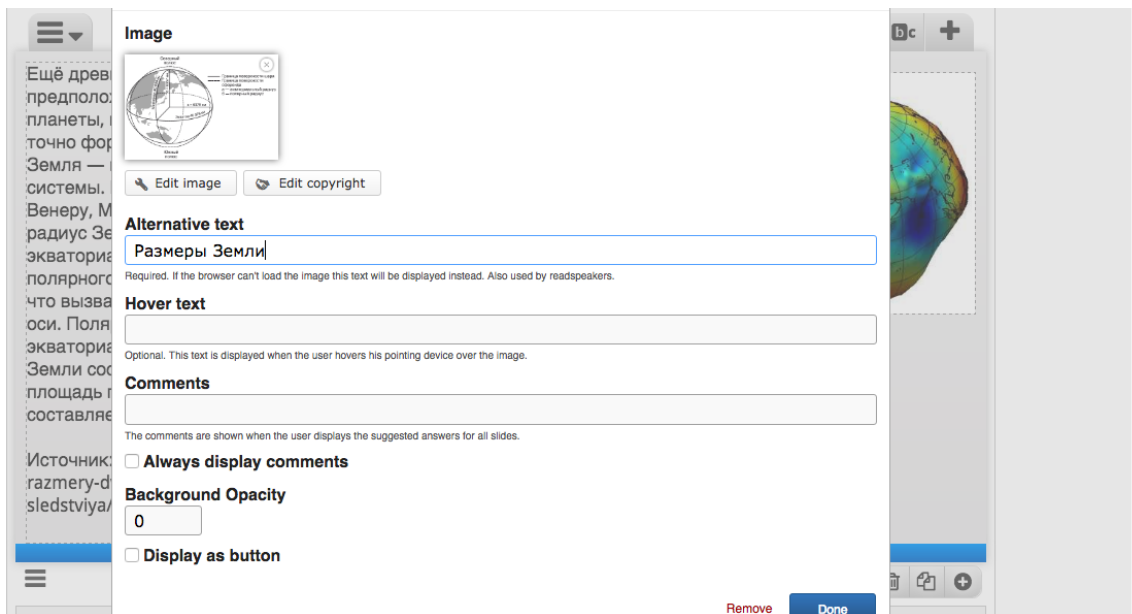 Image
bc
Ещё древ
предполо
планеты,
точно фор
Земля —
системы.
Венеру, М
радиус Зе
экваториа
полярного
что вызва
оси. Поля
экваториа
Земли сос
площадь п
составляе
Источник:
razmery-d
sledstviya/
Edit image Edit copyright
Alternative text
Размеры Земли
Required. If the browser can't load the image this text will be displayed instead. Also used by readspeakers.
Hover text
Optional. This text is displayed when the user hovers his pointing device over the image.
Comments
The comments are shown when the user displays the suggested answers for all slides.
Always display comments
Background Opacity
0
Display as button
Remove Done